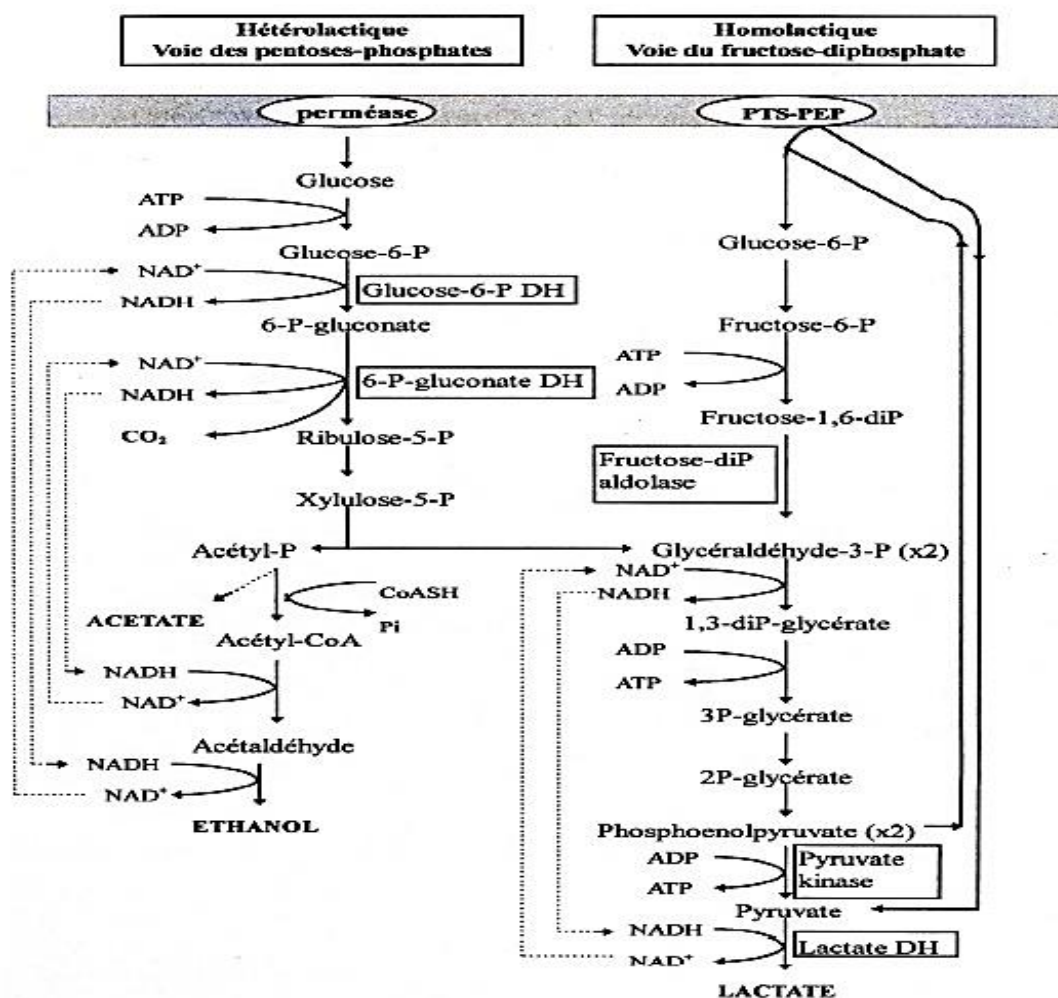 Hétérolactique
Voie des pentoses-phosphates
Homolactique
Voie du fructose-diphosphate
perméase
PTS-PEP
Glucose
ATP
ADP
Glucose-6-P
NAD⁺
NADH
Glucose-6-P DH
6-P-gluconate
NAD⁺
NADH
6-P-gluconate DH
CO₂
Ribulose-5-P
Xylulose-5-P
Acétyl-P
CoASH
ACETATE
Pi
Acétyl-CoA
NADH
NAD⁺
Acétaldéhyde
NADH
NAD⁺
ETHANOL
Glucose-6-P
Fructose-6-P
ATP
ADP
Fructose-1,6-diP
Fructose-diP
aldolase
Glycéraldéhyde-3-P (x2)
NAD⁺
NADH
1,3-diP-glycérate
ADP
ATP
3P-glycérate
2P-glycérate
Phosphoenolpyruvate (x2)
ADP
ATP
Pyruvate
kinase
Pyruvate
NADH
NAD⁺
Lactate DH
LACTATE